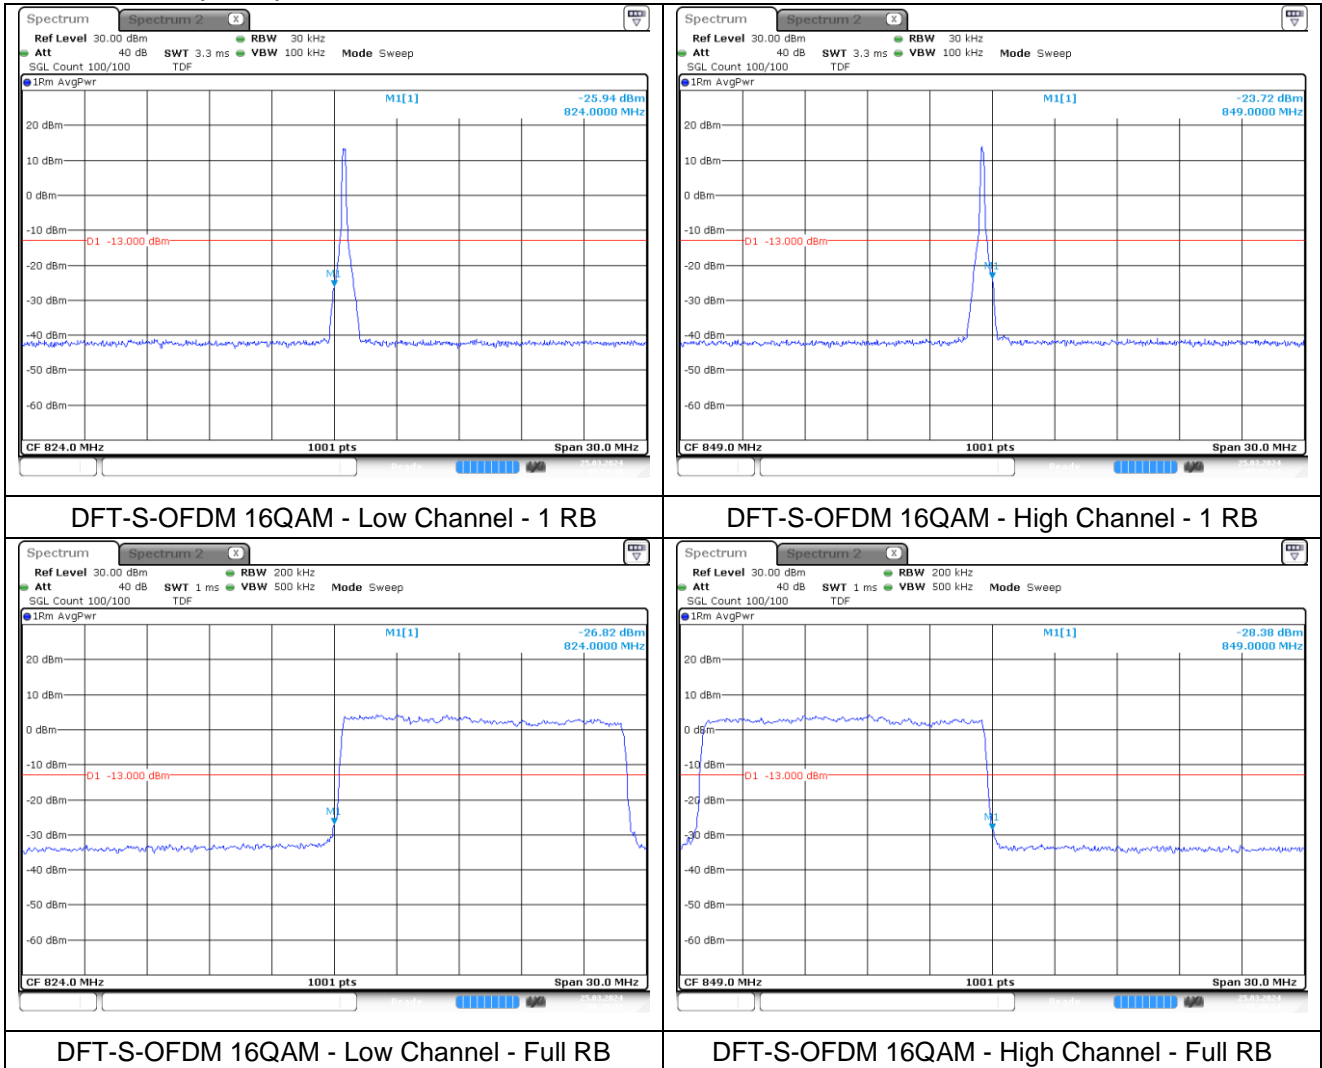 Spectrum Spectrum 2 X
Ref Level 30.00 dBm RBW 30 kHz
Att 40 dB SWT 3.3 ms VBW 100 kHz Mode Sweep
SGL Count 100/100 TDF
1Rm AvgPwr
M1[1] -25.94 dBm
824.0000 MHz
20 dBm
10 dBm
0 dBm
-10 dBm
D1 -13.000 dBm
-20 dBm
M1
-30 dBm
-40 dBm
-50 dBm
-60 dBm
CF 824.0 MHz 1001 pts Span 30.0 MHz
Ready 25.03.2024
DFT-S-OFDM 16QAM - Low Channel - 1 RB
Spectrum Spectrum 2 X
Ref Level 30.00 dBm RBW 30 kHz
Att 40 dB SWT 3.3 ms VBW 100 kHz Mode Sweep
SGL Count 100/100 TDF
1Rm AvgPwr
M1[1] -23.72 dBm
849.0000 MHz
20 dBm
10 dBm
0 dBm
-10 dBm
D1 -13.000 dBm
-20 dBm
M1
-30 dBm
-40 dBm
-50 dBm
-60 dBm
CF 849.0 MHz 1001 pts Span 30.0 MHz
Ready 25.03.2024
DFT-S-OFDM 16QAM - High Channel - 1 RB
Spectrum Spectrum 2 X
Ref Level 30.00 dBm RBW 200 kHz
Att 40 dB SWT 1 ms VBW 500 kHz Mode Sweep
SGL Count 100/100 TDF
1Rm AvgPwr
M1[1] -26.82 dBm
824.0000 MHz
20 dBm
10 dBm
0 dBm
-10 dBm
D1 -13.000 dBm
-20 dBm
M1
-30 dBm
-40 dBm
-50 dBm
-60 dBm
CF 824.0 MHz 1001 pts Span 30.0 MHz
Ready 25.03.2024
DFT-S-OFDM 16QAM - Low Channel - Full RB
Spectrum Spectrum 2 X
Ref Level 30.00 dBm RBW 200 kHz
Att 40 dB SWT 1 ms VBW 500 kHz Mode Sweep
SGL Count 100/100 TDF
1Rm AvgPwr
M1[1] -28.38 dBm
849.0000 MHz
20 dBm
10 dBm
0 dBm
-10 dBm
D1 -13.000 dBm
-20 dBm
M1
-30 dBm
-40 dBm
-50 dBm
-60 dBm
CF 849.0 MHz 1001 pts Span 30.0 MHz
Ready 25.03.2024
DFT-S-OFDM 16QAM - High Channel - Full RB